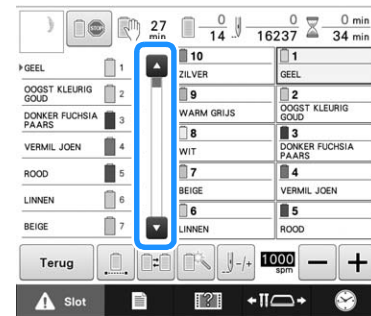 27 min
0 14
0 16237
0 min 34 min
GEEL 1
OOGST KLEURIG GOUD 2
DONKER FUCHSIA PAARS 3
VERMIL JOEN 4
ROOD 5
LINNEN 6
BEIGE 7
10 ZILVER
1 GEEL
9 WARM GRIJS
2 OOGST KLEURIG GOUD
8 WIT
3 DONKER FUCHSIA PAARS
7 BEIGE
4 VERMIL JOEN
6 LINNEN
5 ROOD
Terug
-/+
1000 spm
− +
Slot
?